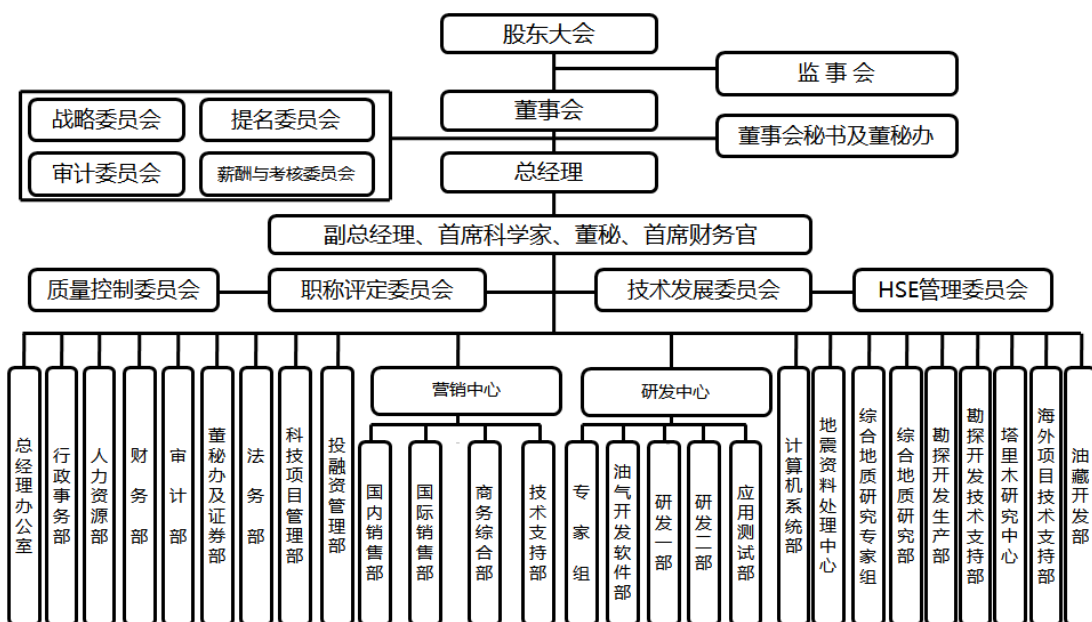 股东大会
监 事 会
董事会
战略委员会
提名委员会
董事会秘书及董秘办
审计委员会
薪酬与考核委员会
总经理
副总经理、首席科学家、董秘、首席财务官
质量控制委员会
职称评定委员会
技术发展委员会
HSE管理委员会
总经理办公室
行政事务部
人力资源部
财务部
审计部
董秘办及证券部
法务部
科技项目管理部
投融资管理部
营销中心
国内销售部
国际销售部
商务综合部
技术支持部
研发中心
专家组
油气开发软件部
研发一部
研发二部
应用测试部
计算机系统部
地震资料处理中心
综合地质研究专家组
综合地质研究部
勘探开发生产部
勘探开发技术支持部
塔里木研究中心
海外项目技术支持部
油藏开发部